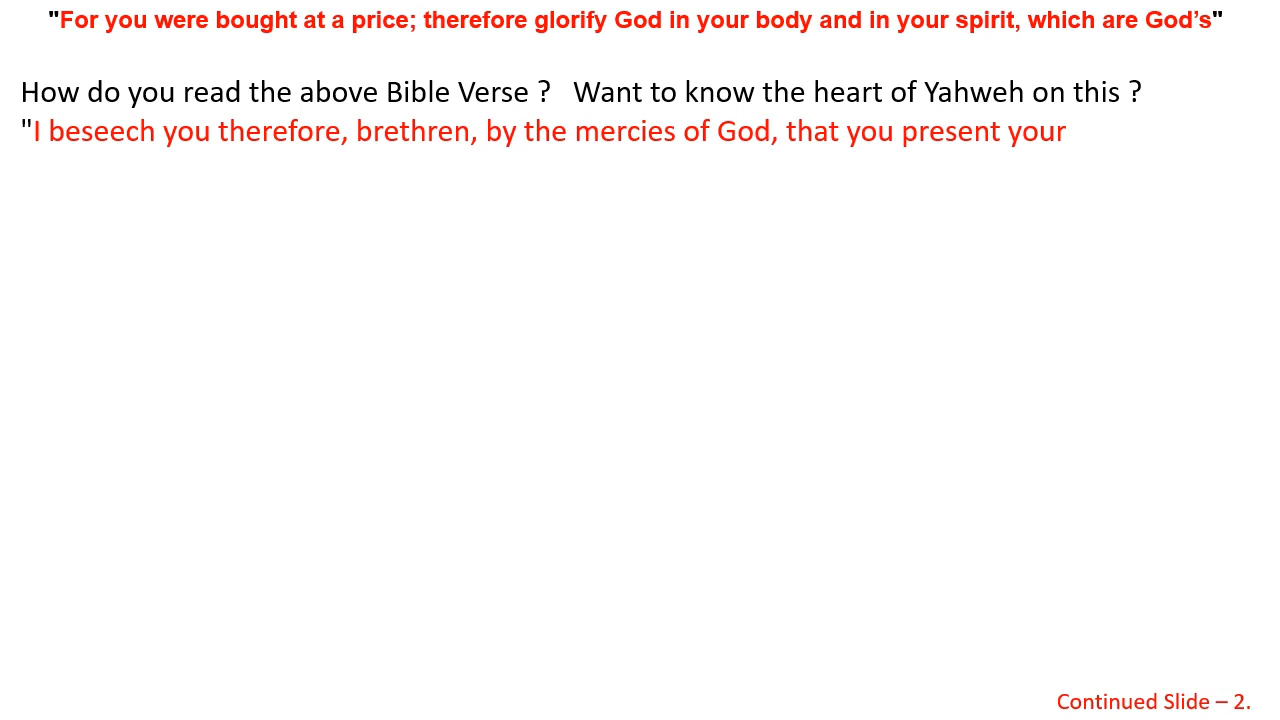 "For you were bought at a price; therefore glorify God in your body and in your spirit, which are God’s"
How do you read the above Bible Verse ?   Want to know the heart of Yahweh on this ?
"I beseech you therefore, brethren, by the mercies of God, that you present your
Continued Slide – 2.